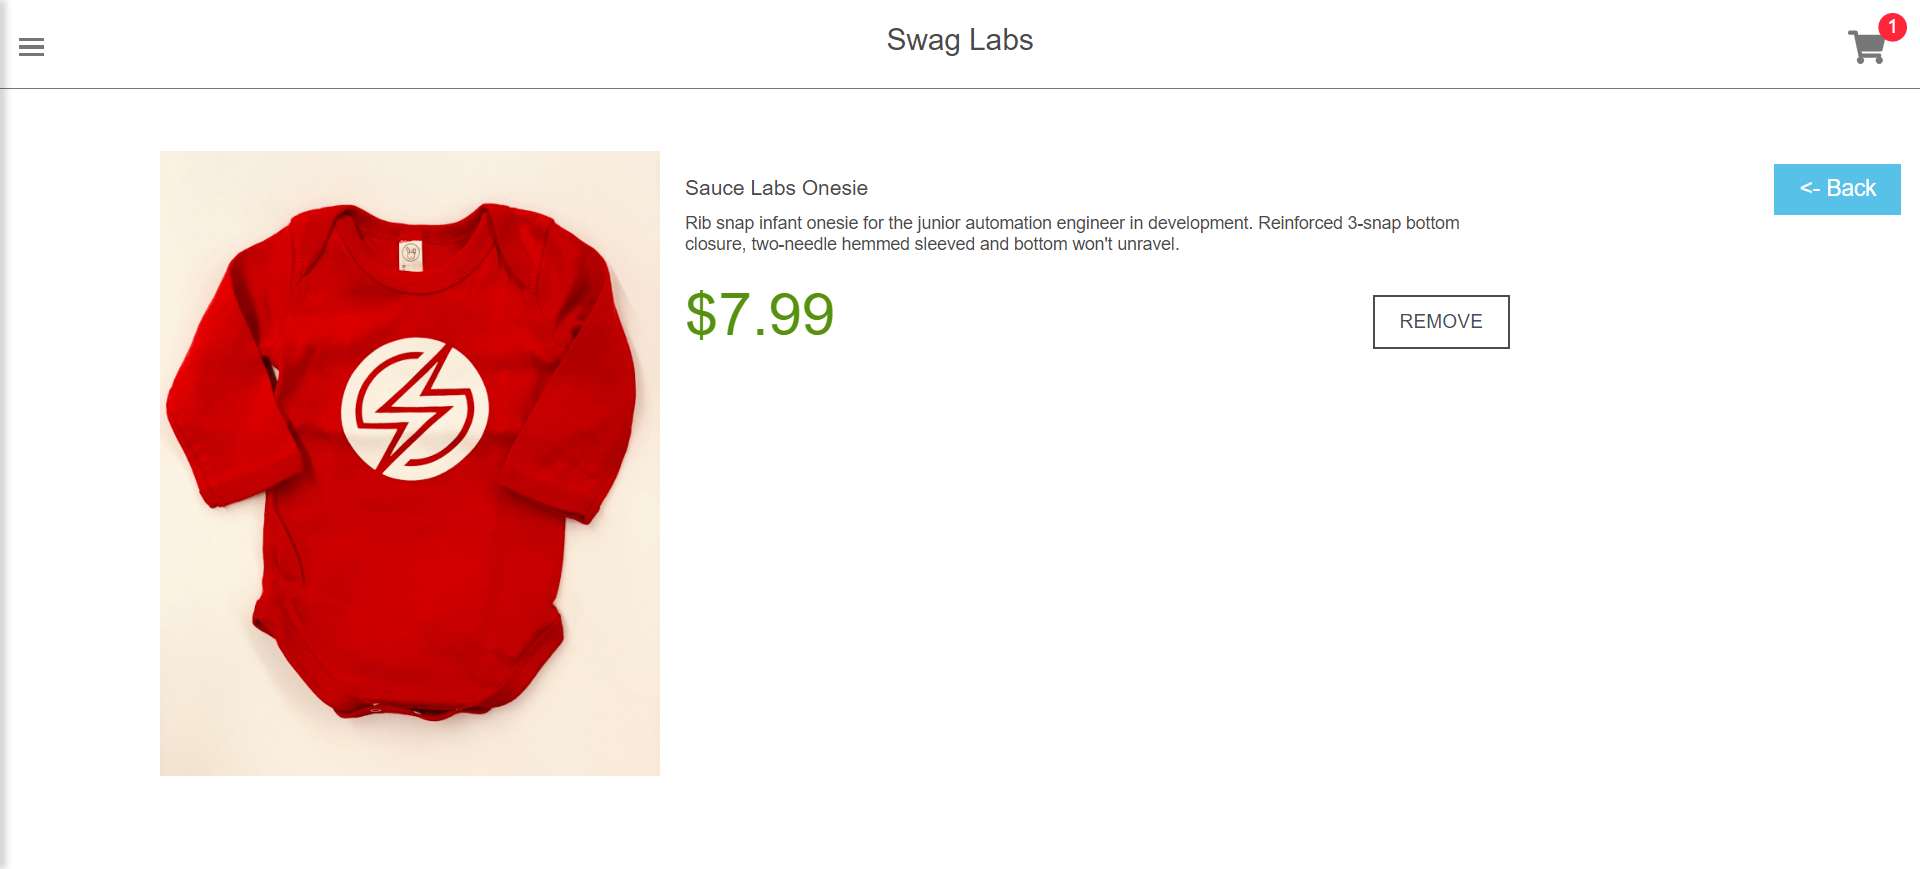 Swag Labs
1
Sauce Labs Onesie
<- Back
Rib snap infant onesie for the junior automation engineer in development. Reinforced 3-snap bottom
closure, two-needle hemmed sleeved and bottom won't unravel.
$7.99
REMOVE